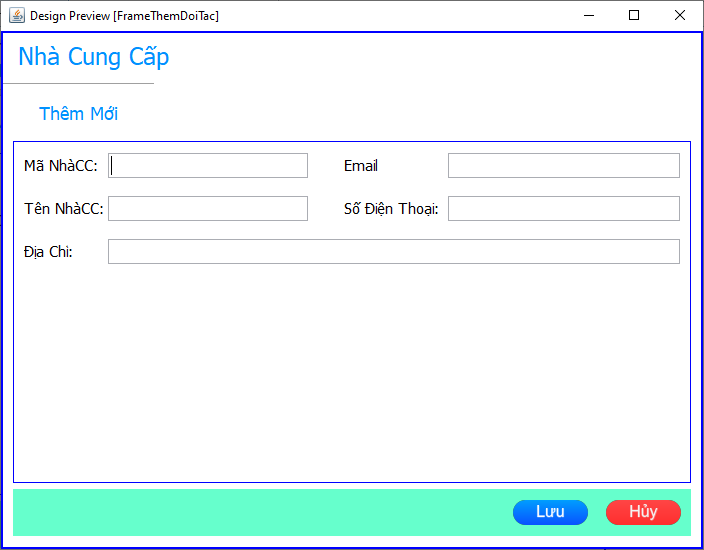 Design Preview [FrameThemDoiTac]
Nhà Cung Cấp
Thêm Mới
Mã NhàCC: Email
Tên NhàCC: Số Điện Thoại:
Địa Chỉ:
Lưu Hủy